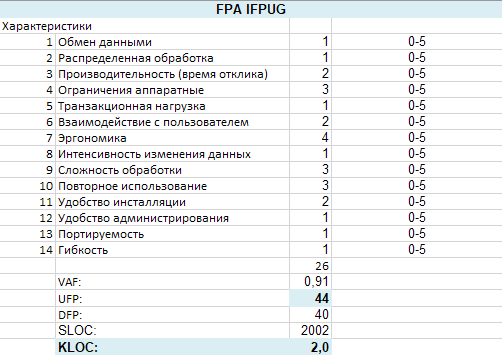 FPA IFPUG
Характеристики
1 Обмен данными 1 0-5
2 Распределенная обработка 1 0-5
3 Производительность (время отклика) 2 0-5
4 Ограничения аппаратные 3 0-5
5 Транзакционная нагрузка 1 0-5
6 Взаимодействие с пользователем 2 0-5
7 Эргономика 4 0-5
8 Интенсивность изменения данных 1 0-5
9 Сложность обработки 3 0-5
10 Повторное использование 3 0-5
11 Удобство инсталляции 2 0-5
12 Удобство администрирования 1 0-5
13 Портируемость 1 0-5
14 Гибкость 1 0-5
26
VAF: 0,91
UFP: 44
DFP: 40
SLOC: 2002
KLOC: 2,0